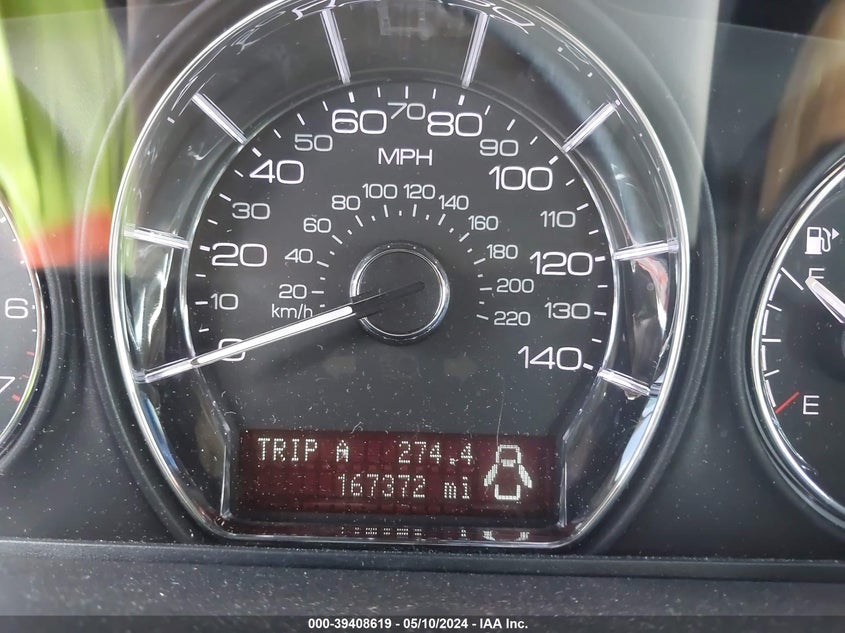 60 70 80
50 MPH 90
40 100
30 110
20 120
10 130
0 140
80 100 120 140
60 160
40 180
20 200
km/h 220
6
7
F
E
TRIP A 274.4
167372 mi
000-39408619 - 05/10/2024 - IAA Inc.